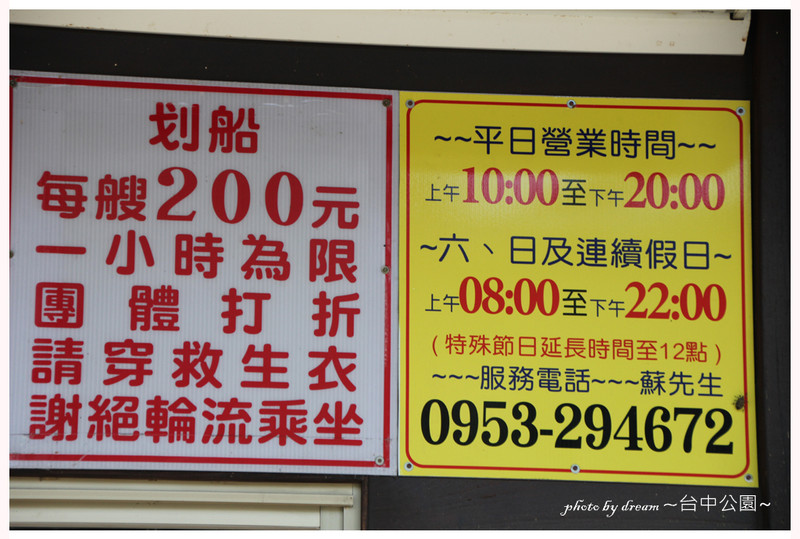 划船
每艘200元
一小時為限
團體打折
請穿救生衣
謝絕輪流乘坐
~~平日營業時間~~
上午10:00至下午20:00
~六、日及連續假日~
上午08:00至下午22:00
(特殊節日延長時間至12點)
~~~服務電話~~~蘇先生
0953-294672
photo by dream ~台中公園~